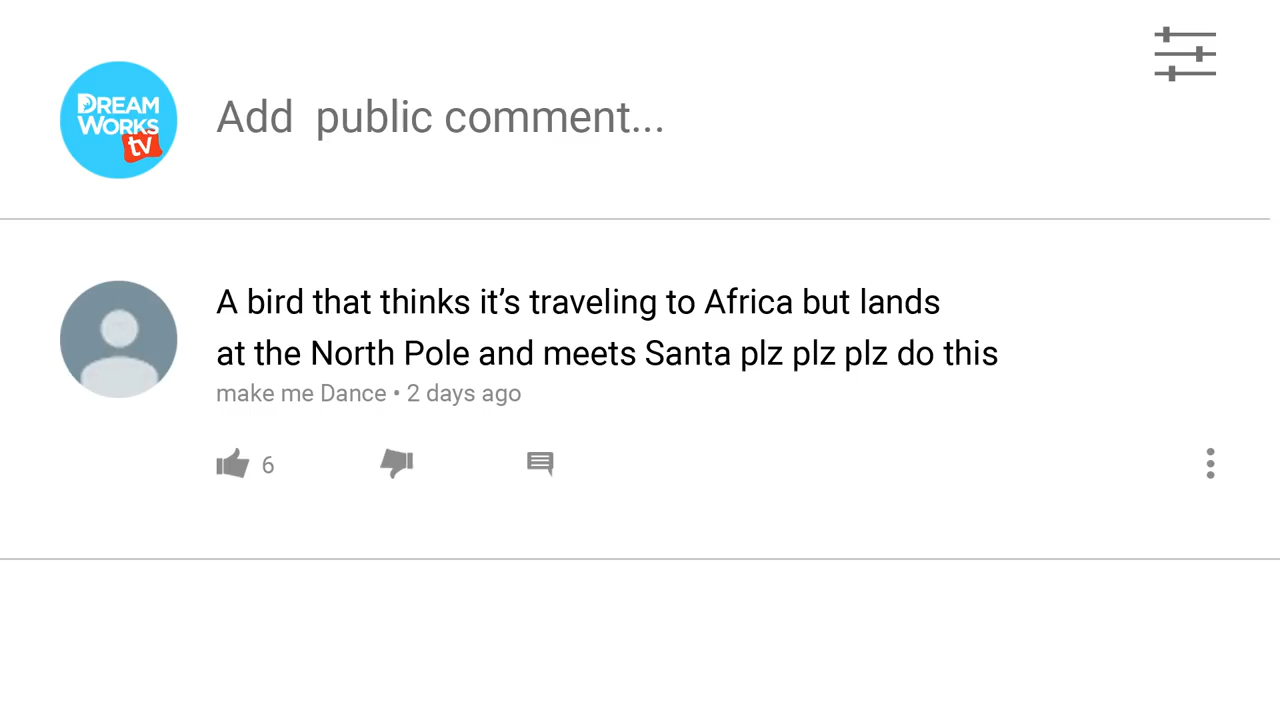 DREAM
WORKS
tv
Add public comment...
A bird that thinks it’s traveling to Africa but lands
at the North Pole and meets Santa plz plz plz do this
make me Dance • 2 days ago
6